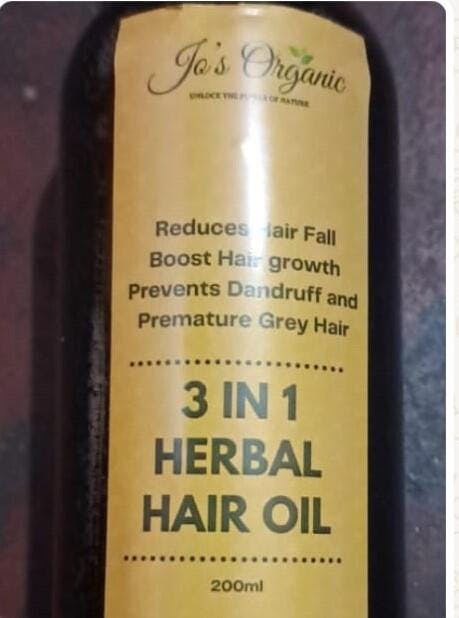 Jo's Organic
UNLOCK THE POWER OF NATURE
Reduces Hair Fall
Boost Hair growth
Prevents Dandruff and
Premature Grey Hair
3 IN 1
HERBAL
HAIR OIL
200ml